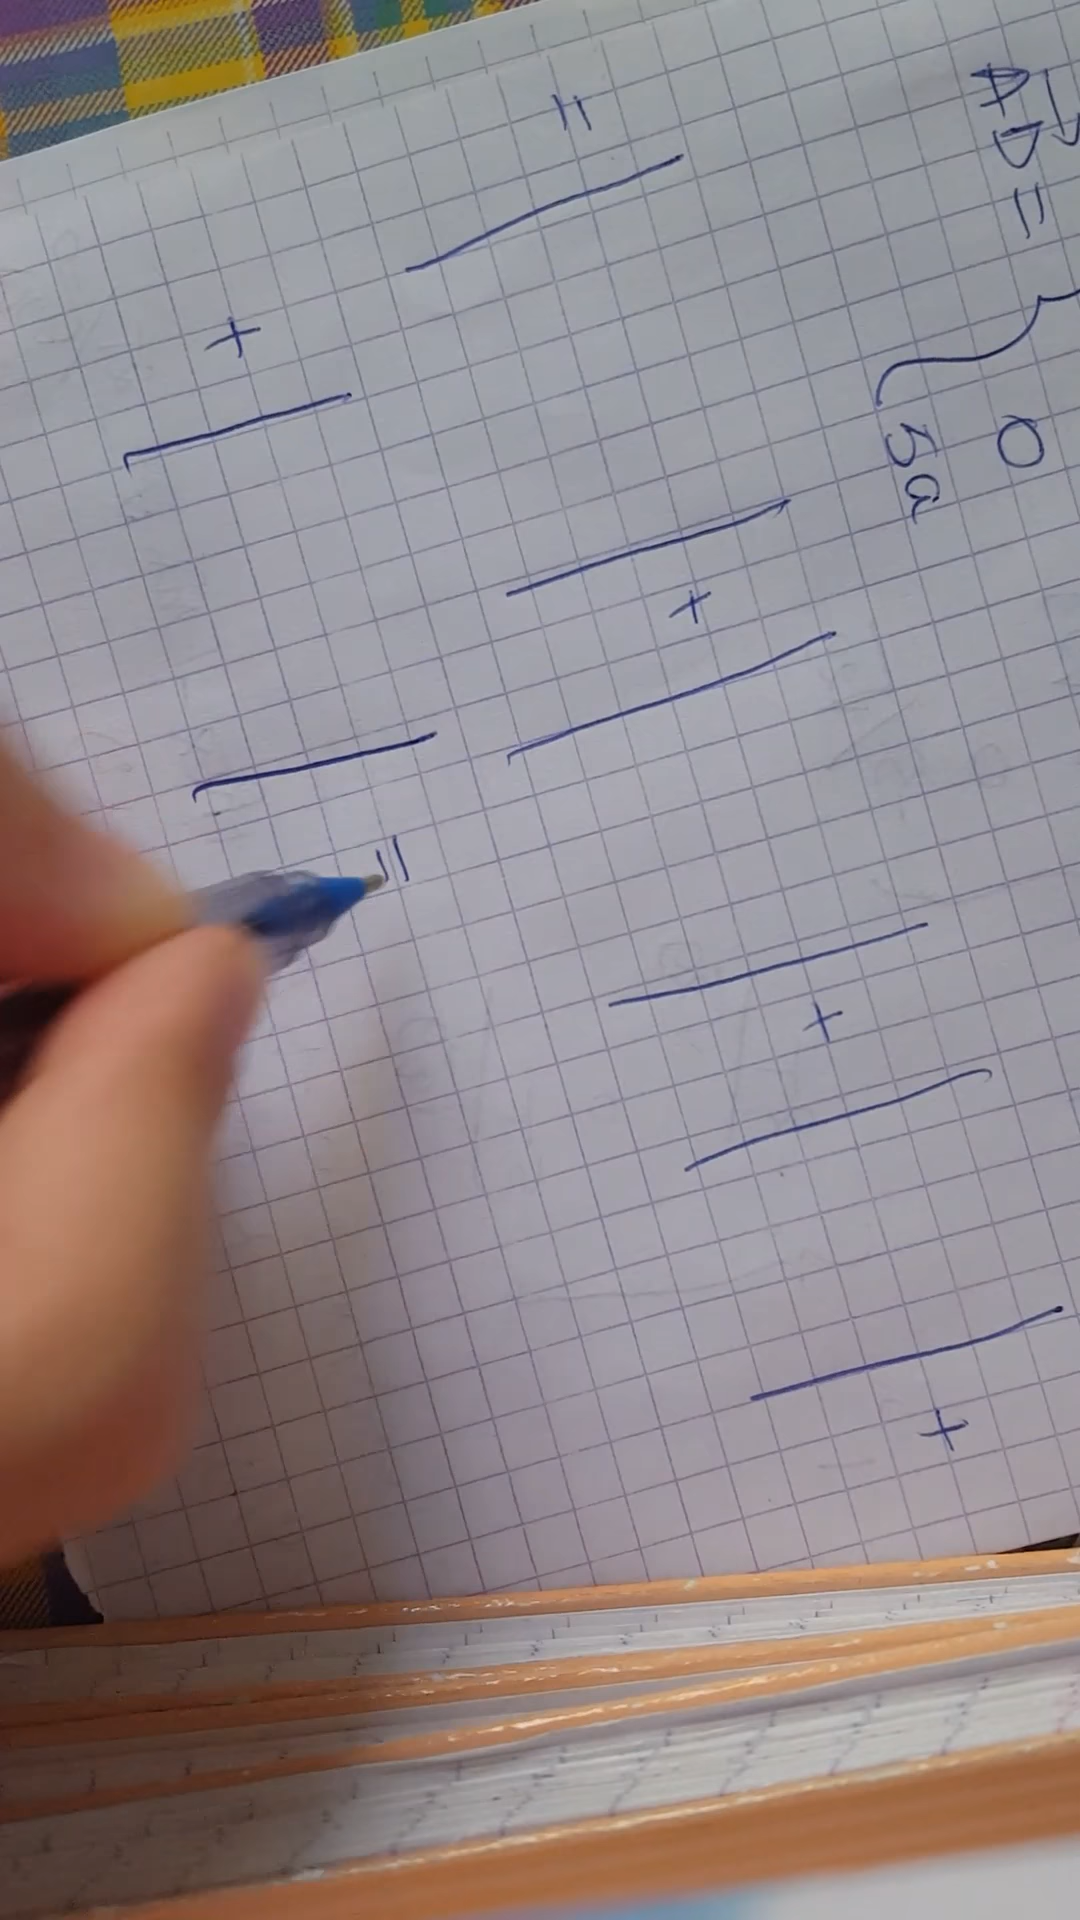 AD = { 0
5a
= | | + | | + | | +
+ | | =